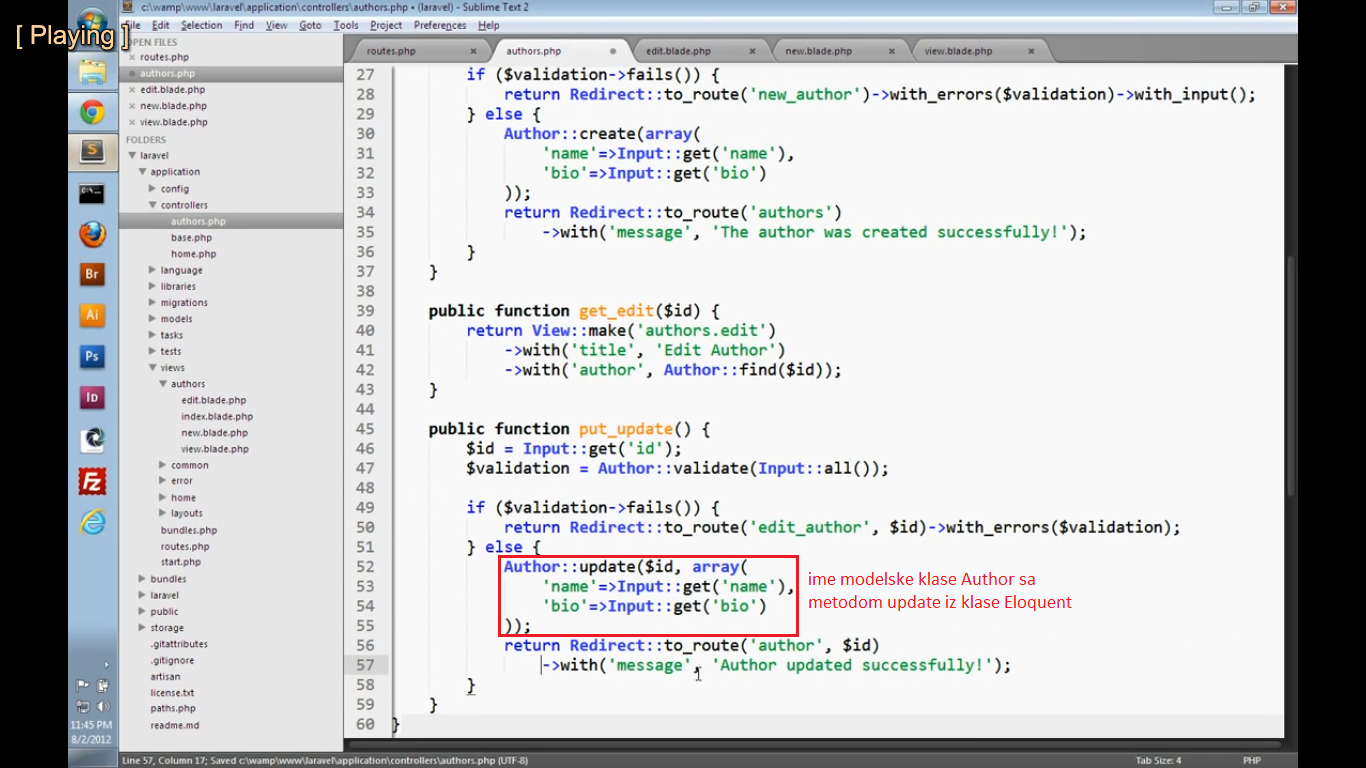 c:\wamp\www\laravel\application\controllers\authors.php • (laravel) - Sublime Text 2
[ Playing ]
File Edit Selection Find View Goto Tools Project Preferences Help
OPEN FILES
routes.php
authors.php
edit.blade.php
new.blade.php
view.blade.php
FOLDERS
laravel
application
config
controllers
authors.php
base.php
home.php
language
libraries
migrations
models
tasks
tests
views
authors
edit.blade.php
index.blade.php
new.blade.php
view.blade.php
common
error
home
layouts
bundles.php
routes.php
start.php
bundles
laravel
public
storage
.gitattributes
.gitignore
artisan
license.txt
paths.php
readme.md
Br
Ai
Ps
Id
Fz
11:45 PM
8/2/2012
routes.php authors.php edit.blade.php new.blade.php view.blade.php
27 if ($validation->fails()) {
28 return Redirect::to_route('new_author')->with_errors($validation)->with_input();
29 } else {
30 Author::create(array(
31 'name'=>Input::get('name'),
32 'bio'=>Input::get('bio')
33 ));
34 return Redirect::to_route('authors')
35 ->with('message', 'The author was created successfully!');
36 }
37 }
38
39 public function get_edit($id) {
40 return View::make('authors.edit')
41 ->with('title', 'Edit Author')
42 ->with('author', Author::find($id));
43 }
44
45 public function put_update() {
46 $id = Input::get('id');
47 $validation = Author::validate(Input::all());
48
49 if ($validation->fails()) {
50 return Redirect::to_route('edit_author', $id)->with_errors($validation);
51 } else {
52 Author::update($id, array(
53 'name'=>Input::get('name'),
54 'bio'=>Input::get('bio')
55 ));
56 return Redirect::to_route('author', $id)
57 ->with('message', 'Author updated successfully!');
58 }
59 }
60 }
ime modelske klase Author sa
metodom update iz klase Eloquent
Line 57, Column 17; Saved c:\wamp\www\laravel\application\controllers\authors.php (UTF-8) Tab Size: 4 PHP